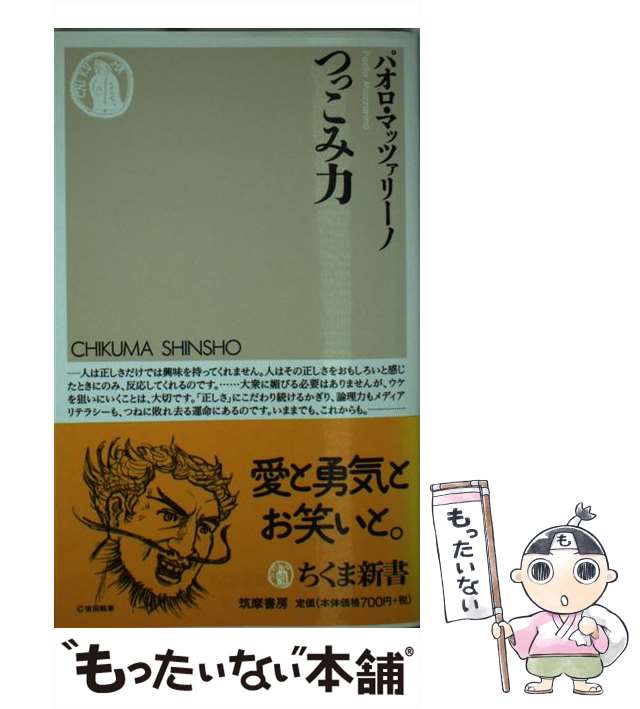 CHIKUMA
パオロ・マッツァリーノ
Paolo Mazzarino
つっこみ力
CHIKUMA SHINSHO
―人は正しさだけでは興味を持ってくれません。人はその正しさをおもしろいと感じ
たときにのみ、反応してくれるのです。……大衆に媚びる必要はありませんが、ウケ
を狙いにいくことは、大切です。「正しさ」にこだわり続けるかぎり、論理力もメディア
リテラシーも、つねに敗れ去る運命にあるのです。いままでも、これからも。――
愛と勇気と
お笑いと。
ちくま新書
©吉田戦車
筑摩書房 定価(本体価格700円+税)
"もったいない"本舗®
もったいない
も